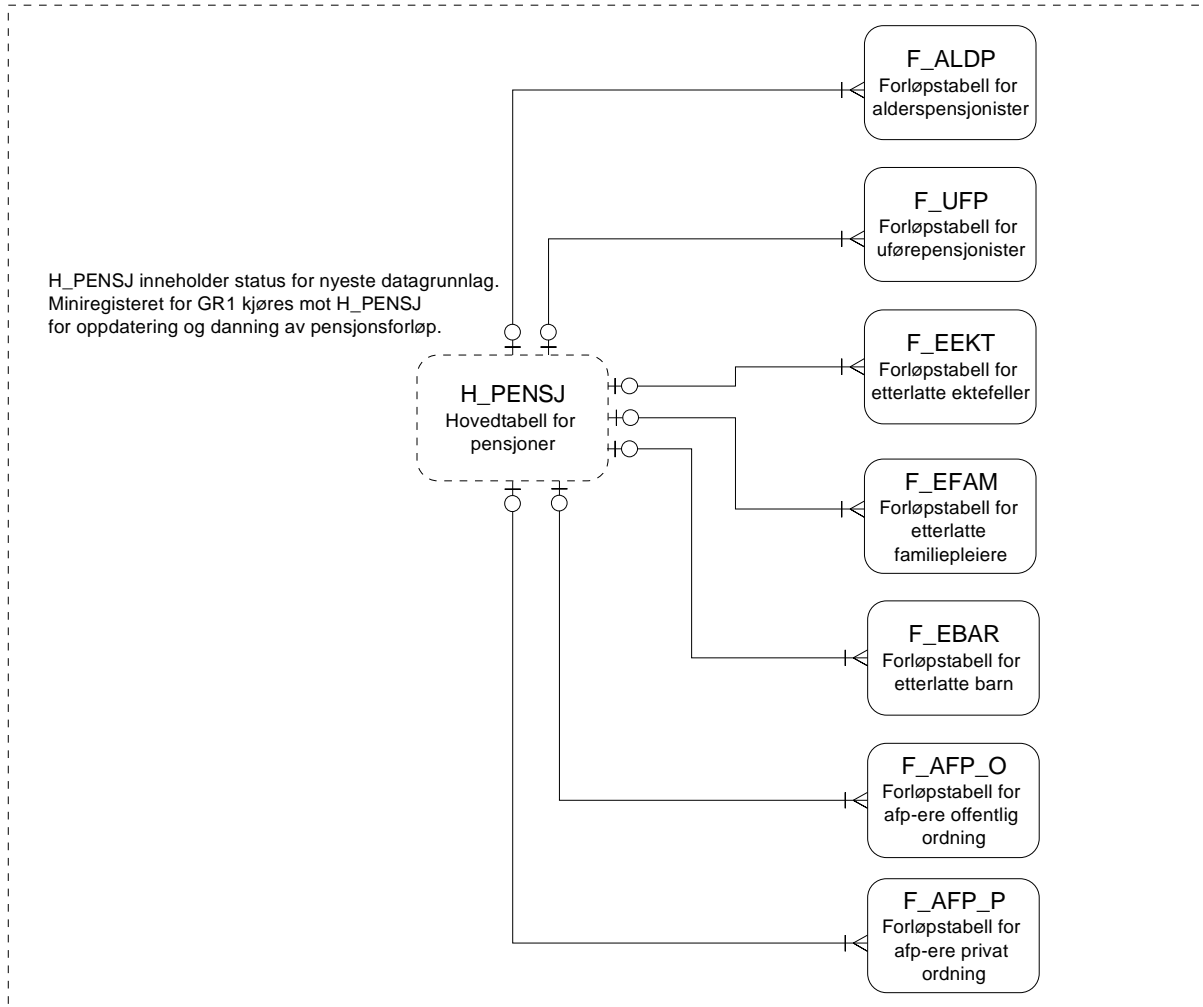 F_ALDP
Forløpstabell for
alderspensjonister
F_UFP
Forløpstabell for
uførepensjonister
H_PENSJ inneholder status for nyeste datagrunnlag.
Miniregisteret for GR1 kjøres mot H_PENSJ
for oppdatering og danning av pensjonsforløp.
F_EEKT
Forløpstabell for
etterlatte ektefeller
H_PENSJ
Hovedtabell for
pensjoner
F_EFAM
Forløpstabell for
etterlatte
familiepleiere
F_EBAR
Forløpstabell for
etterlatte barn
F_AFP_O
Forløpstabell for
afp-ere offentlig
ordning
F_AFP_P
Forløpstabell for
afp-ere privat
ordning